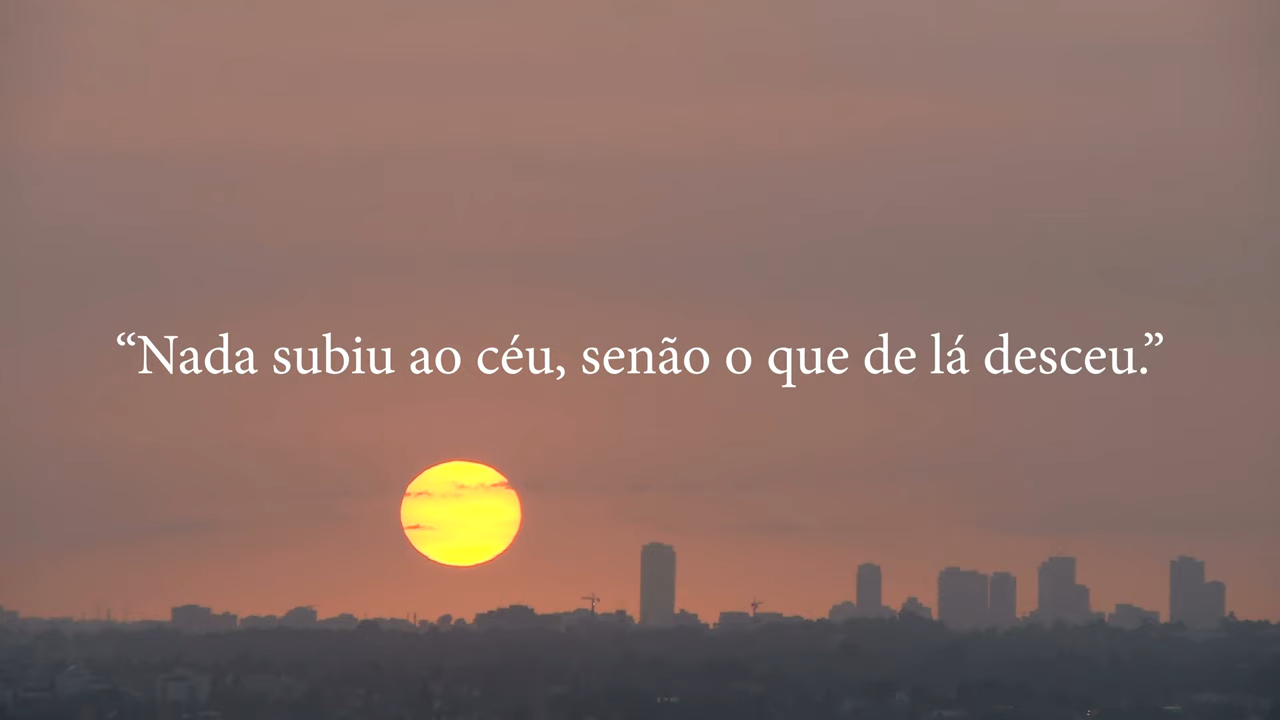 “Nada subiu ao céu, senão o que de lá desceu.”